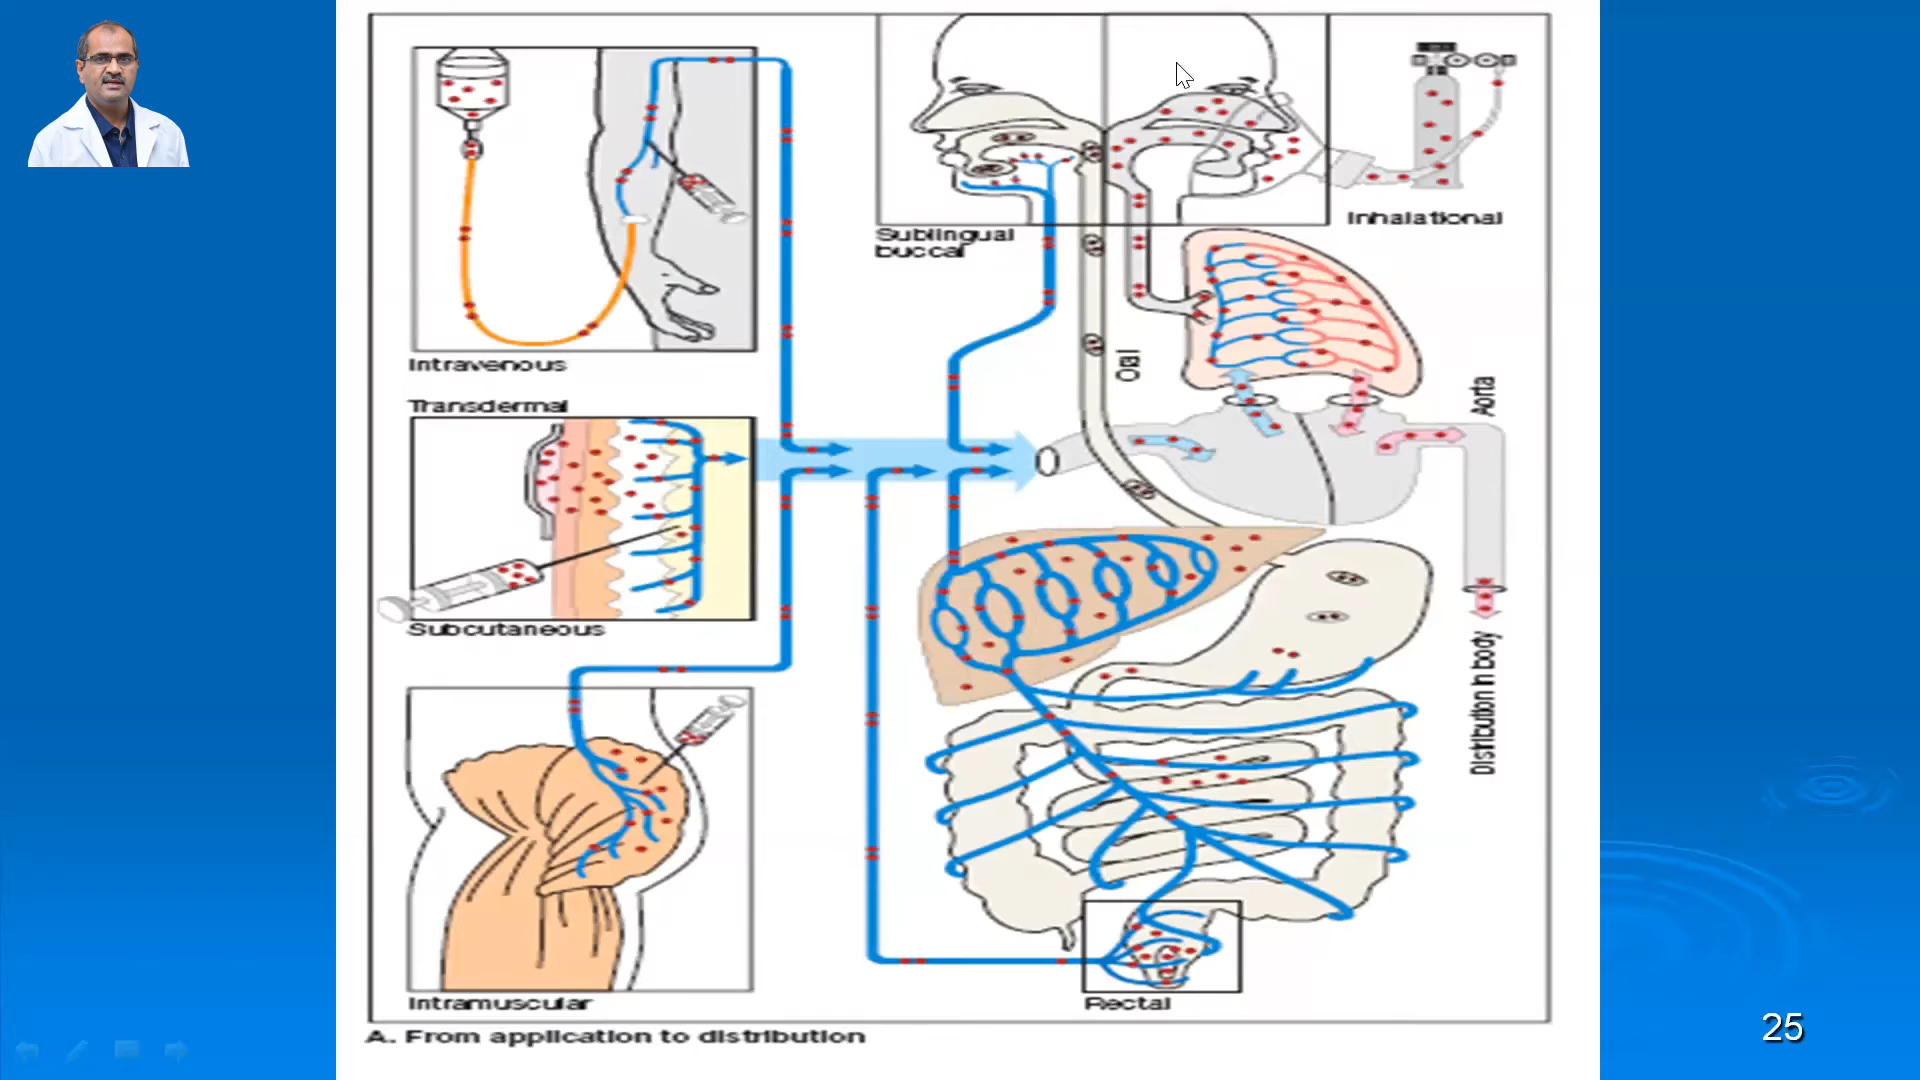 Intravenous
Transdermal
Subcutaneous
Intramuscular
Sublingual
buccal
Inhalational
Oral
Aorta
Distribution in body
Rectal
A. From application to distribution
25